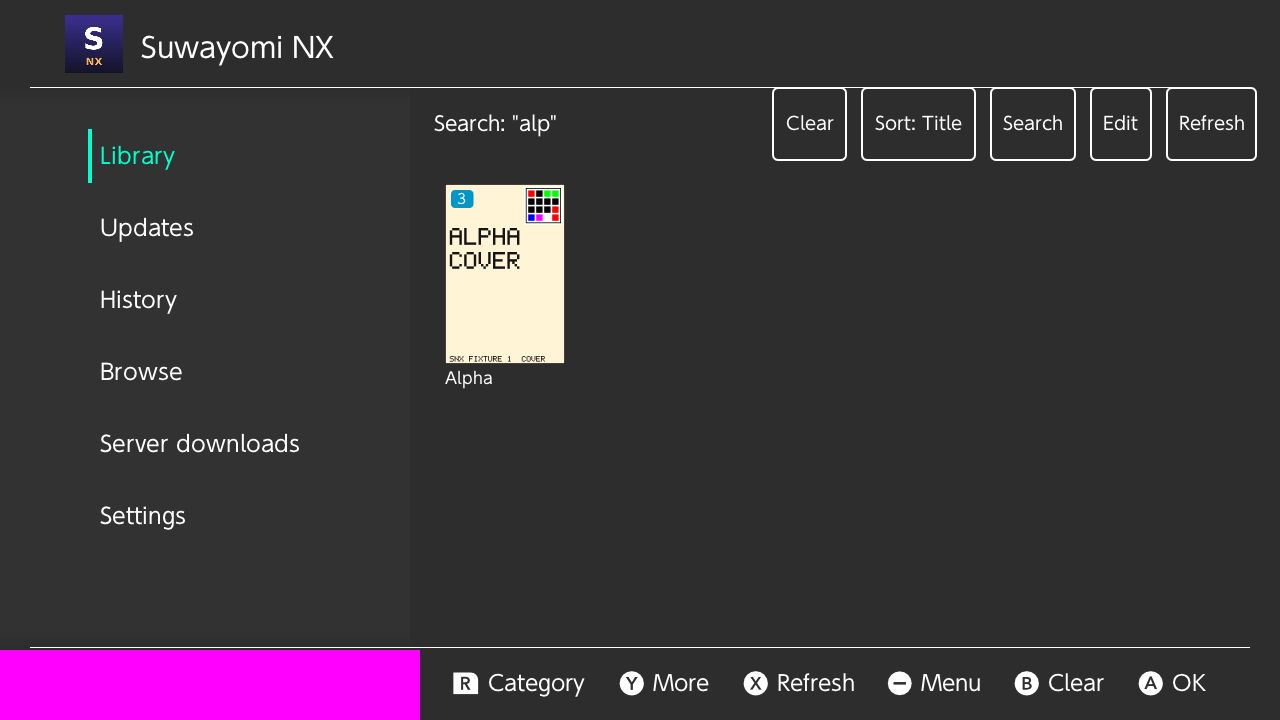 S
NX
Suwayomi NX
Library
Updates
History
Browse
Server downloads
Settings
Search: "alp"
Clear
Sort: Title
Search
Edit
Refresh
3
ALPHA
COVER
SNX FIXTURE 1 COVER
Alpha
R Category
Y More
X Refresh
Menu
B Clear
A OK